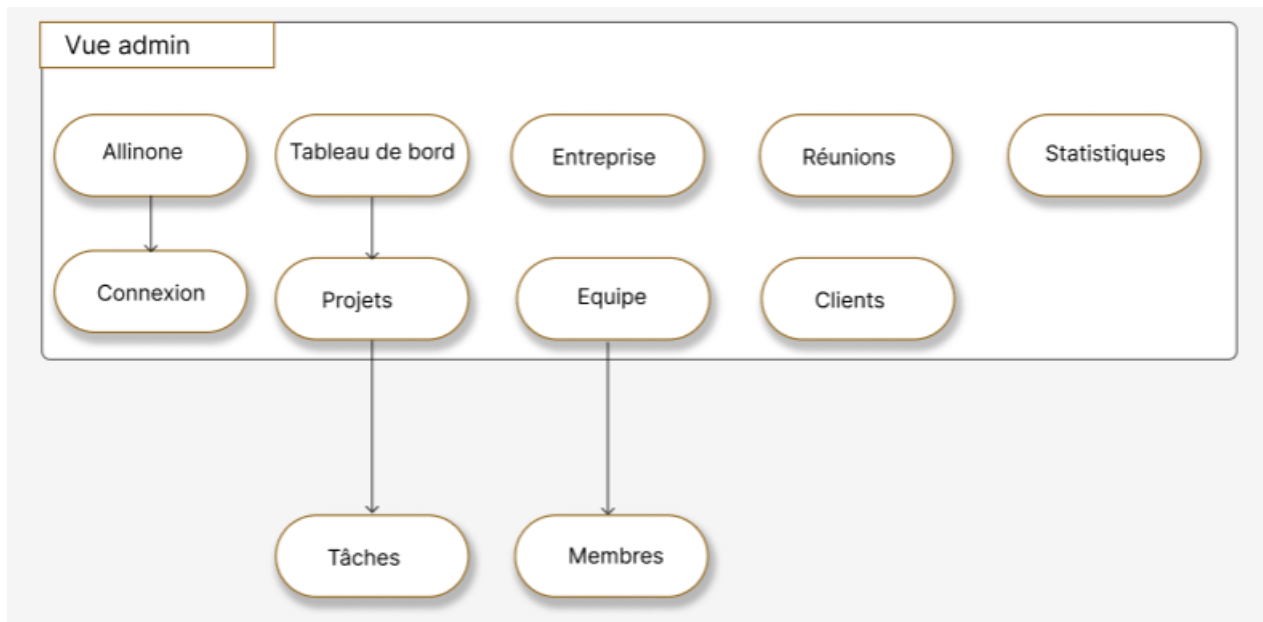 Vue admin
Allinone
Tableau de bord
Entreprise
Réunions
Statistiques
Connexion
Projets
Equipe
Clients
Tâches
Membres